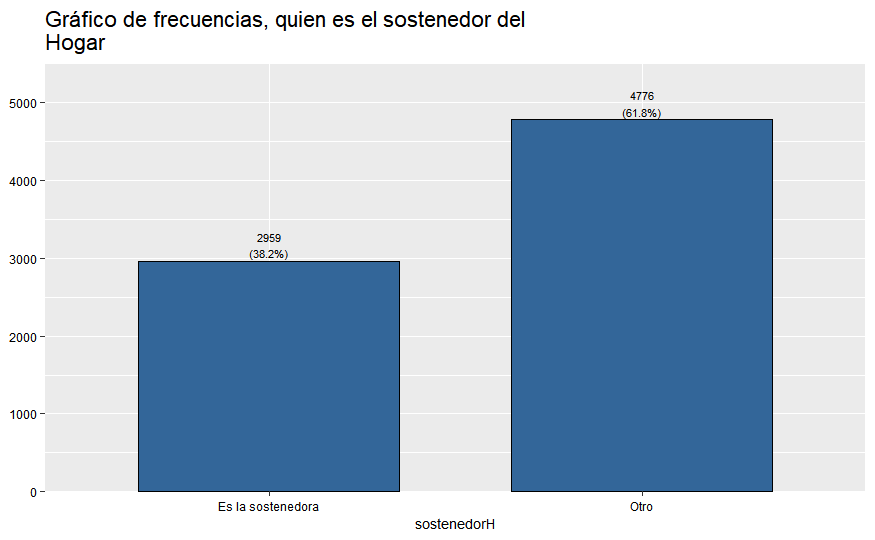 Gráfico de frecuencias, quien es el sostenedor del
Hogar
5000
4000
3000
2000
1000
0
2959
(38.2%)
4776
(61.8%)
Es la sostenedora
Otro
sostenedorH